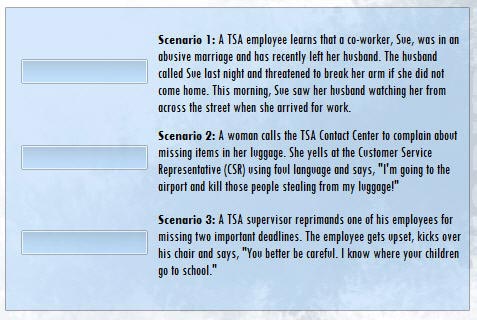 Scenario 1: A TSA employee learns that a co-worker, Sue, was in an
abusive marriage and has recently left her husband. The husband
called Sue last night and threatened to break her arm if she did not
come home. This morning, Sue saw her husband watching her from
across the street when she arrived for work.
Scenario 2: A woman calls the TSA Contact Center to complain about
missing items in her luggage. She yells at the Customer Service
Representative (CSR) using foul language and says, "I'm going to the
airport and kill those people stealing from my luggage!"
Scenario 3: A TSA supervisor reprimands one of his employees for
missing two important deadlines. The employee gets upset, kicks over
his chair and says, "You better be careful. I know where your children
go to school."